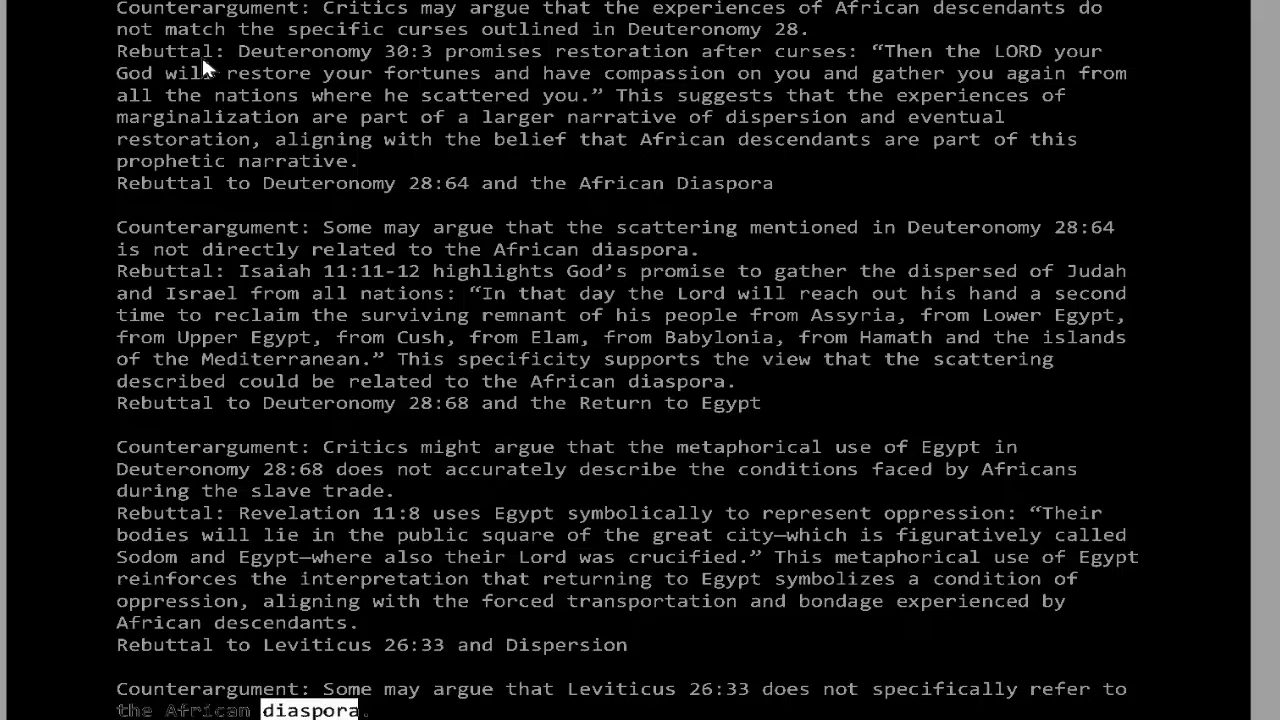 Counterargument: Critics may argue that the experiences of African descendants do
not match the specific curses outlined in Deuteronomy 28.
Rebuttal: Deuteronomy 30:3 promises restoration after curses: “Then the LORD your
God will restore your fortunes and have compassion on you and gather you again from
all the nations where he scattered you.” This suggests that the experiences of
marginalization are part of a larger narrative of dispersion and eventual
restoration, aligning with the belief that African descendants are part of this
prophetic narrative.
Rebuttal to Deuteronomy 28:64 and the African Diaspora
Counterargument: Some may argue that the scattering mentioned in Deuteronomy 28:64
is not directly related to the African diaspora.
Rebuttal: Isaiah 11:11-12 highlights God’s promise to gather the dispersed of Judah
and Israel from all nations: “In that day the Lord will reach out his hand a second
time to reclaim the surviving remnant of his people from Assyria, from Lower Egypt,
from Upper Egypt, from Cush, from Elam, from Babylonia, from Hamath and the islands
of the Mediterranean.” This specificity supports the view that the scattering
described could be related to the African diaspora.
Rebuttal to Deuteronomy 28:68 and the Return to Egypt
Counterargument: Critics might argue that the metaphorical use of Egypt in
Deuteronomy 28:68 does not accurately describe the conditions faced by Africans
during the slave trade.
Rebuttal: Revelation 11:8 uses Egypt symbolically to represent oppression: “Their
bodies will lie in the public square of the great city—which is figuratively called
Sodom and Egypt—where also their Lord was crucified.” This metaphorical use of Egypt
reinforces the interpretation that returning to Egypt symbolizes a condition of
oppression, aligning with the forced transportation and bondage experienced by
African descendants.
Rebuttal to Leviticus 26:33 and Dispersion
Counterargument: Some may argue that Leviticus 26:33 does not specifically refer to
the African diaspora.